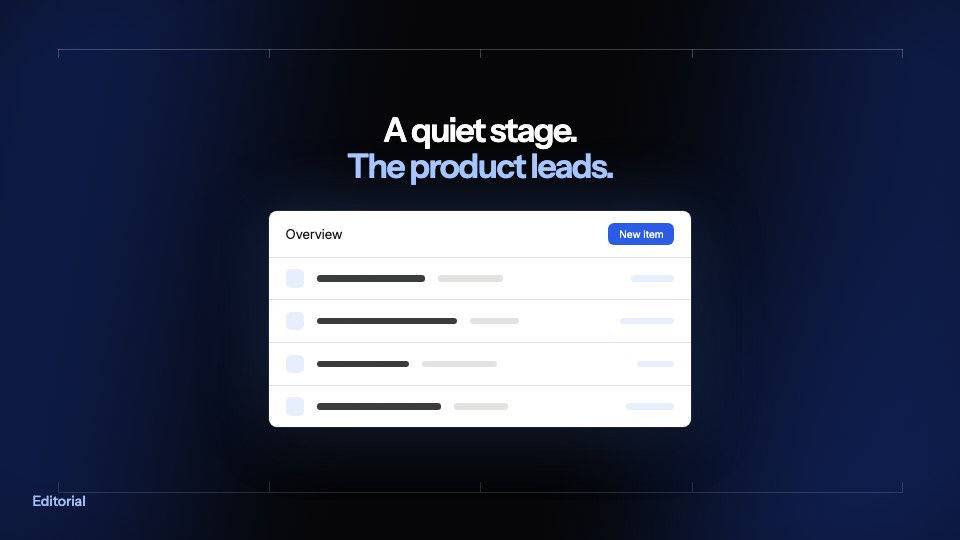 A quiet stage.
The product leads.
Overview
New item
Editorial